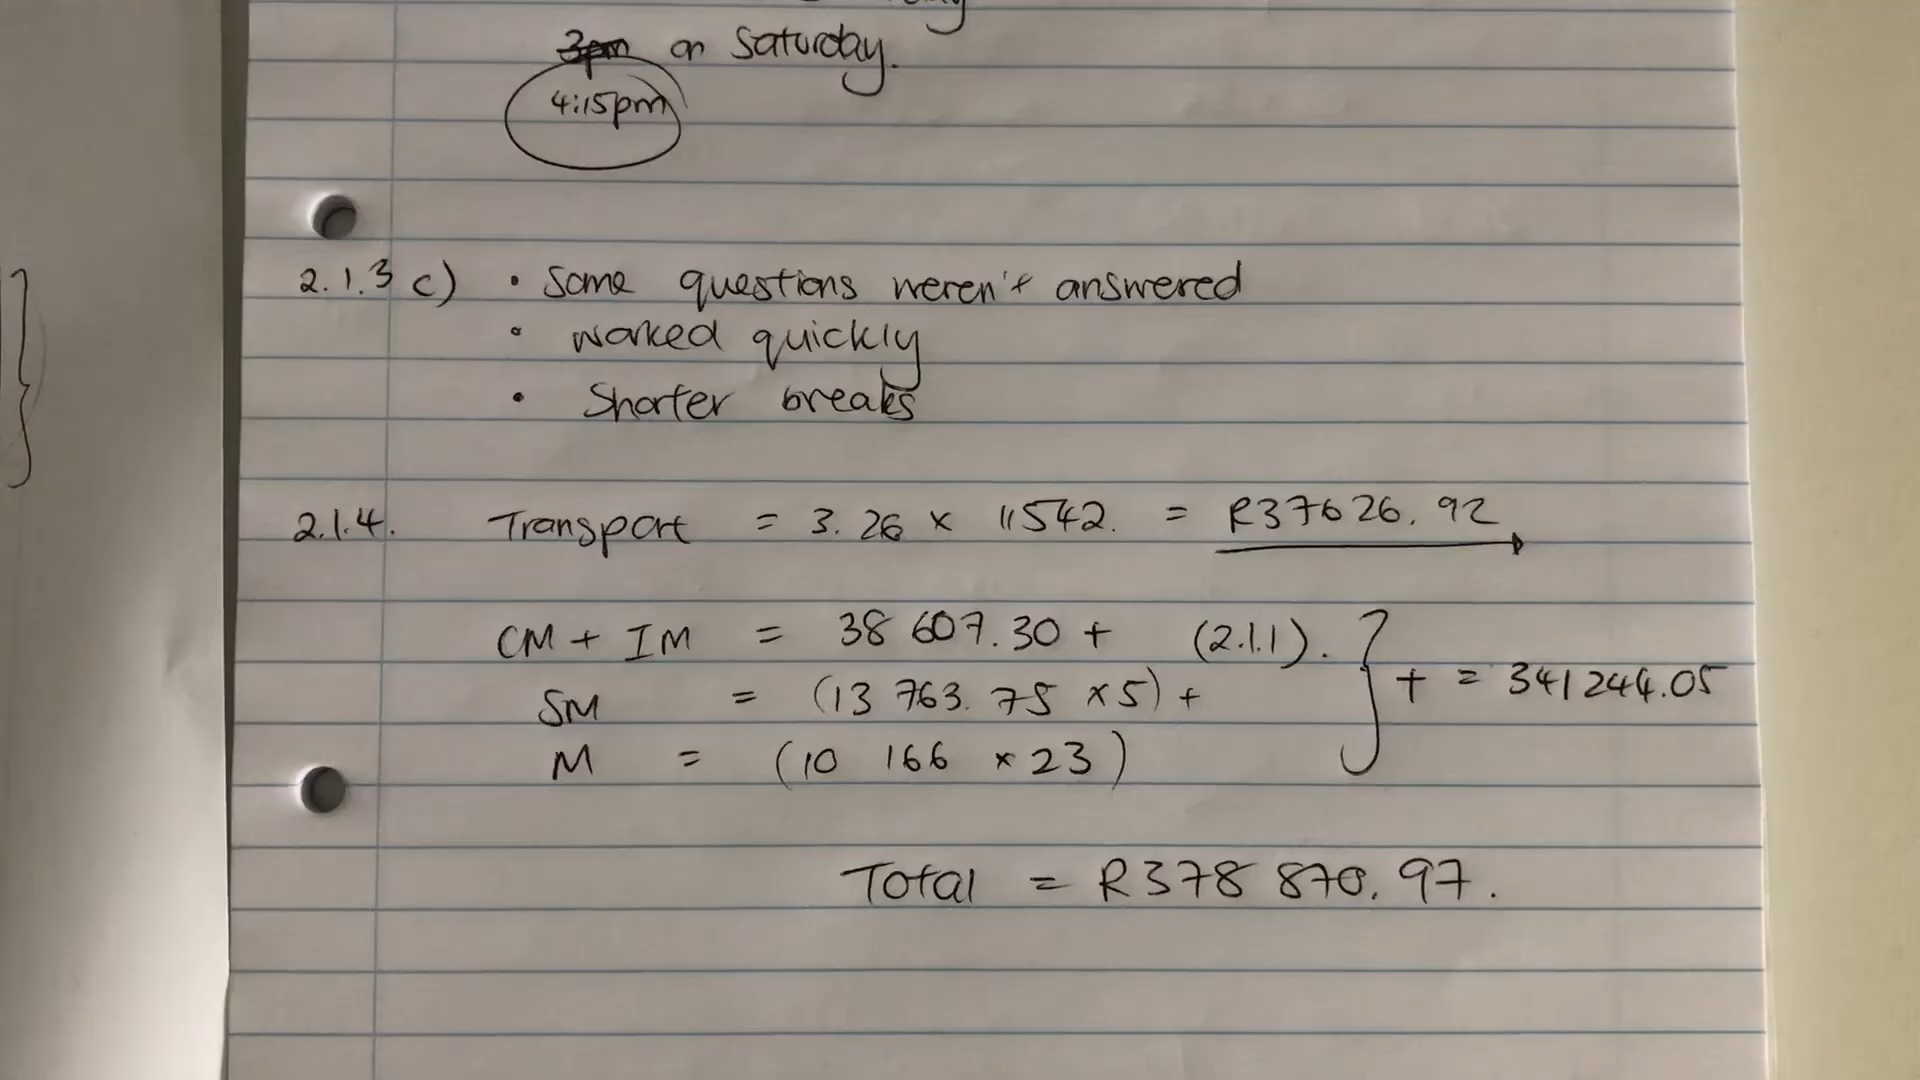 3pm on Saturday.
4:15pm
2.1.3 c) • Some questions weren't answered
• Worked quickly
• Shorter breaks
2.1.4. Transport = 3.26 × 11542. = R37626.92
CM + IM = 38 607.30 + (2.1.1).
SM = (13 763.75 × 5) + } + = 341244.05
M = (10 166 × 23)
Total = R378 870.97.